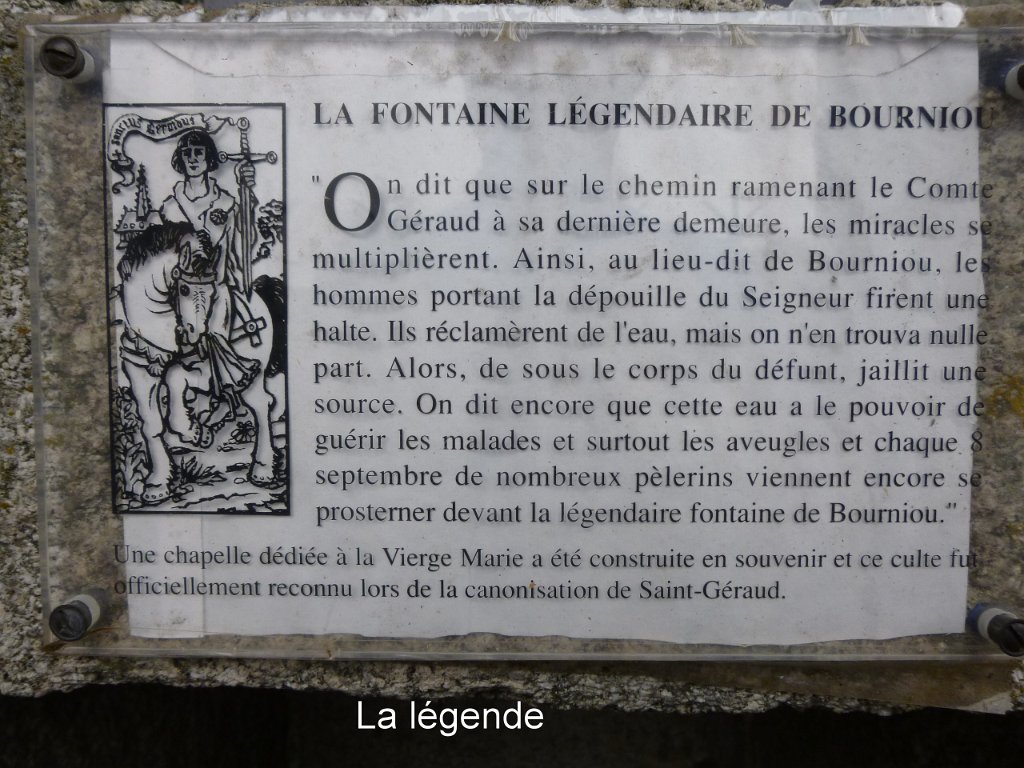 Sanctus Geraldus
LA FONTAINE LÉGENDAIRE DE BOURNIOU
"On dit que sur le chemin ramenant le Comte
Géraud à sa dernière demeure, les miracles se
multiplièrent. Ainsi, au lieu-dit de Bourniou, les
hommes portant la dépouille du Seigneur firent une
halte. Ils réclamèrent de l'eau, mais on n'en trouva nulle
part. Alors, de sous le corps du défunt, jaillit une
source. On dit encore que cette eau a le pouvoir de
guérir les malades et surtout les aveugles et chaque 8
septembre de nombreux pèlerins viennent encore se
prosterner devant la légendaire fontaine de Bourniou."
Une chapelle dédiée à la Vierge Marie a été construite en souvenir et ce culte fut
officiellement reconnu lors de la canonisation de Saint-Géraud.
La légende